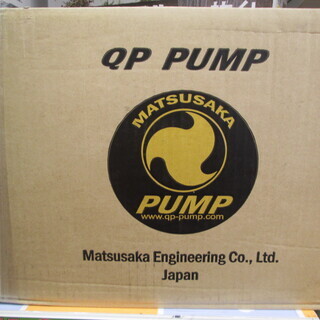 QP PUMP
MATSUSAKA
PUMP
www.qp-pump.com
Matsusaka Engineering Co., Ltd.
Japan